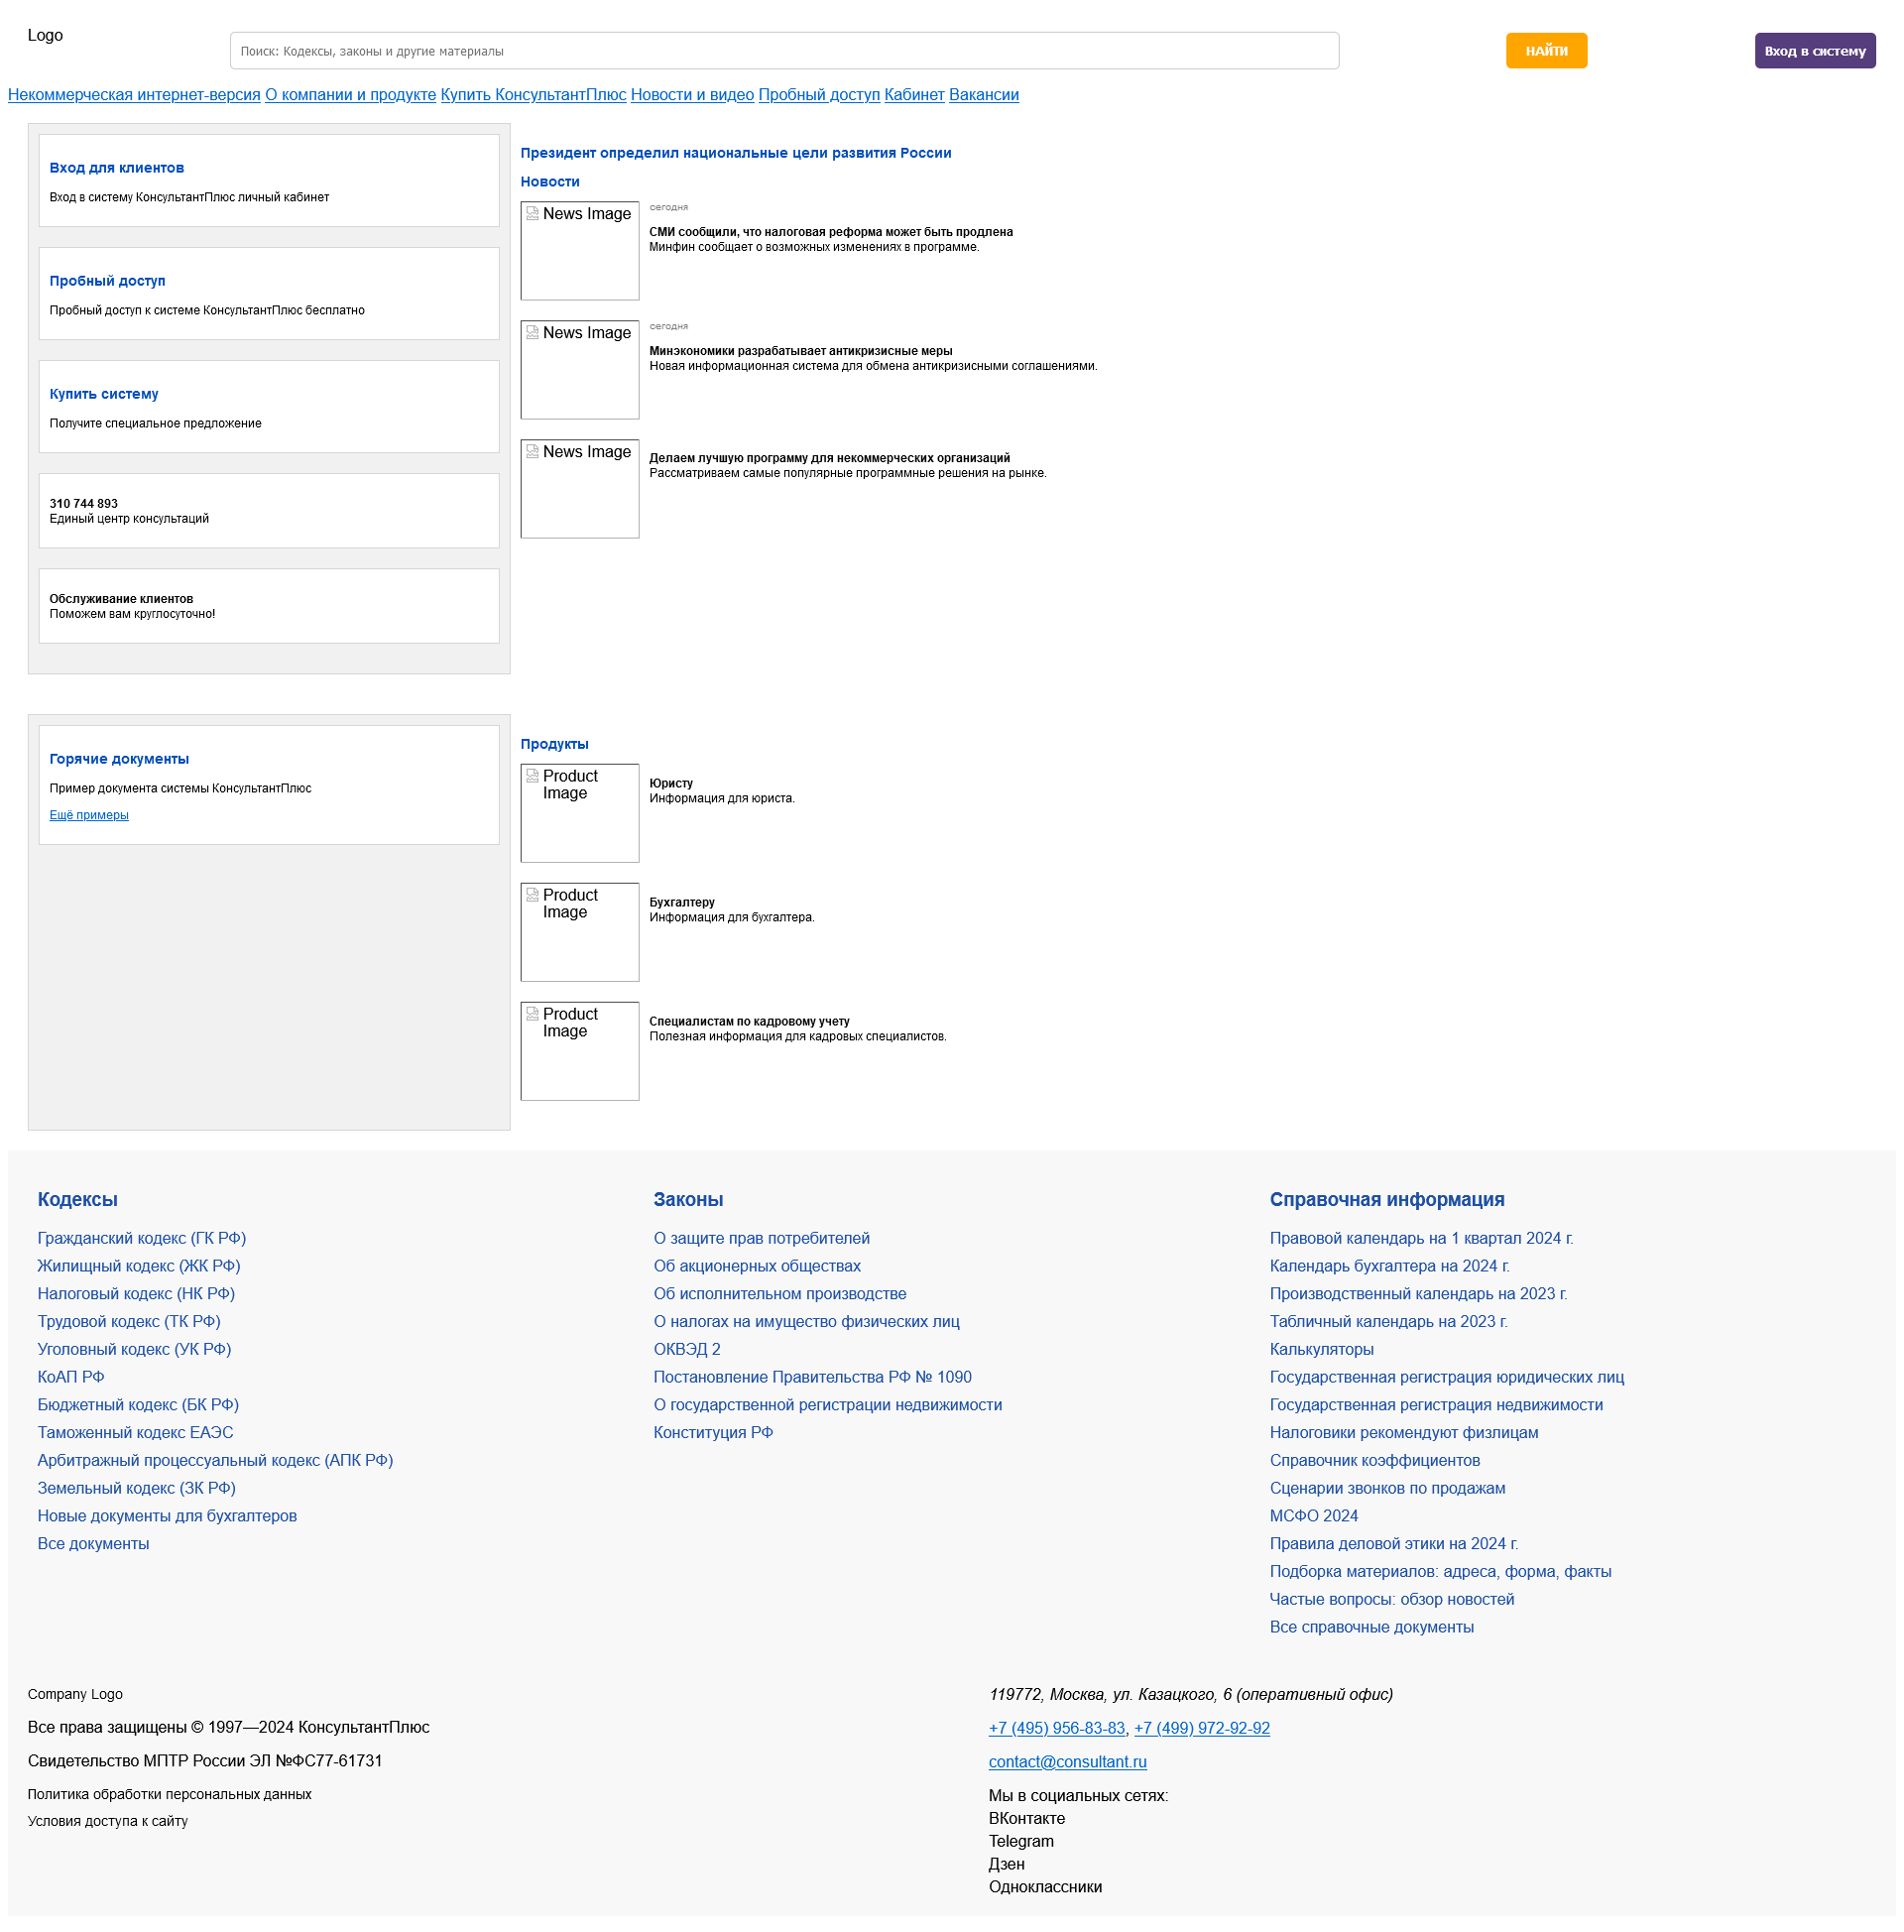 Logo
Поиск: Кодексы, законы и другие материалы
НАЙТИ
Вход в систему
Некоммерческая интернет-версия О компании и продукте Купить КонсультантПлюс Новости и видео Пробный доступ Кабинет Вакансии
Вход для клиентов
Вход в систему КонсультантПлюс личный кабинет
Пробный доступ
Пробный доступ к системе КонсультантПлюс бесплатно
Купить систему
Получите специальное предложение
310 744 893
Единый центр консультаций
Обслуживание клиентов
Поможем вам круглосуточно!
Президент определил национальные цели развития России
Новости
News Image
сегодня
СМИ сообщили, что налоговая реформа может быть продлена
Минфин сообщает о возможных изменениях в программе.
News Image
сегодня
Минэкономики разрабатывает антикризисные меры
Новая информационная система для обмена антикризисными соглашениями.
News Image
Делаем лучшую программу для некоммерческих организаций
Рассматриваем самые популярные программные решения на рынке.
Горячие документы
Пример документа системы КонсультантПлюс
Ещё примеры
Продукты
Product
Image
Юристу
Информация для юриста.
Product
Image
Бухгалтеру
Информация для бухгалтера.
Product
Image
Специалистам по кадровому учету
Полезная информация для кадровых специалистов.
Кодексы
Гражданский кодекс (ГК РФ)
Жилищный кодекс (ЖК РФ)
Налоговый кодекс (НК РФ)
Трудовой кодекс (ТК РФ)
Уголовный кодекс (УК РФ)
КоАП РФ
Бюджетный кодекс (БК РФ)
Таможенный кодекс ЕАЭС
Арбитражный процессуальный кодекс (АПК РФ)
Земельный кодекс (ЗК РФ)
Новые документы для бухгалтеров
Все документы
Законы
О защите прав потребителей
Об акционерных обществах
Об исполнительном производстве
О налогах на имущество физических лиц
ОКВЭД 2
Постановление Правительства РФ № 1090
О государственной регистрации недвижимости
Конституция РФ
Справочная информация
Правовой календарь на 1 квартал 2024 г.
Календарь бухгалтера на 2024 г.
Производственный календарь на 2023 г.
Табличный календарь на 2023 г.
Калькуляторы
Государственная регистрация юридических лиц
Государственная регистрация недвижимости
Налоговики рекомендуют физлицам
Справочник коэффициентов
Сценарии звонков по продажам
МСФО 2024
Правила деловой этики на 2024 г.
Подборка материалов: адреса, форма, факты
Частые вопросы: обзор новостей
Все справочные документы
Company Logo
Все права защищены © 1997—2024 КонсультантПлюс
Свидетельство МПТР России ЭЛ №ФС77-61731
Политика обработки персональных данных
Условия доступа к сайту
119772, Москва, ул. Казацкого, 6 (оперативный офис)
+7 (495) 956-83-83, +7 (499) 972-92-92
contact@consultant.ru
Мы в социальных сетях:
ВКонтакте
Telegram
Дзен
Одноклассники